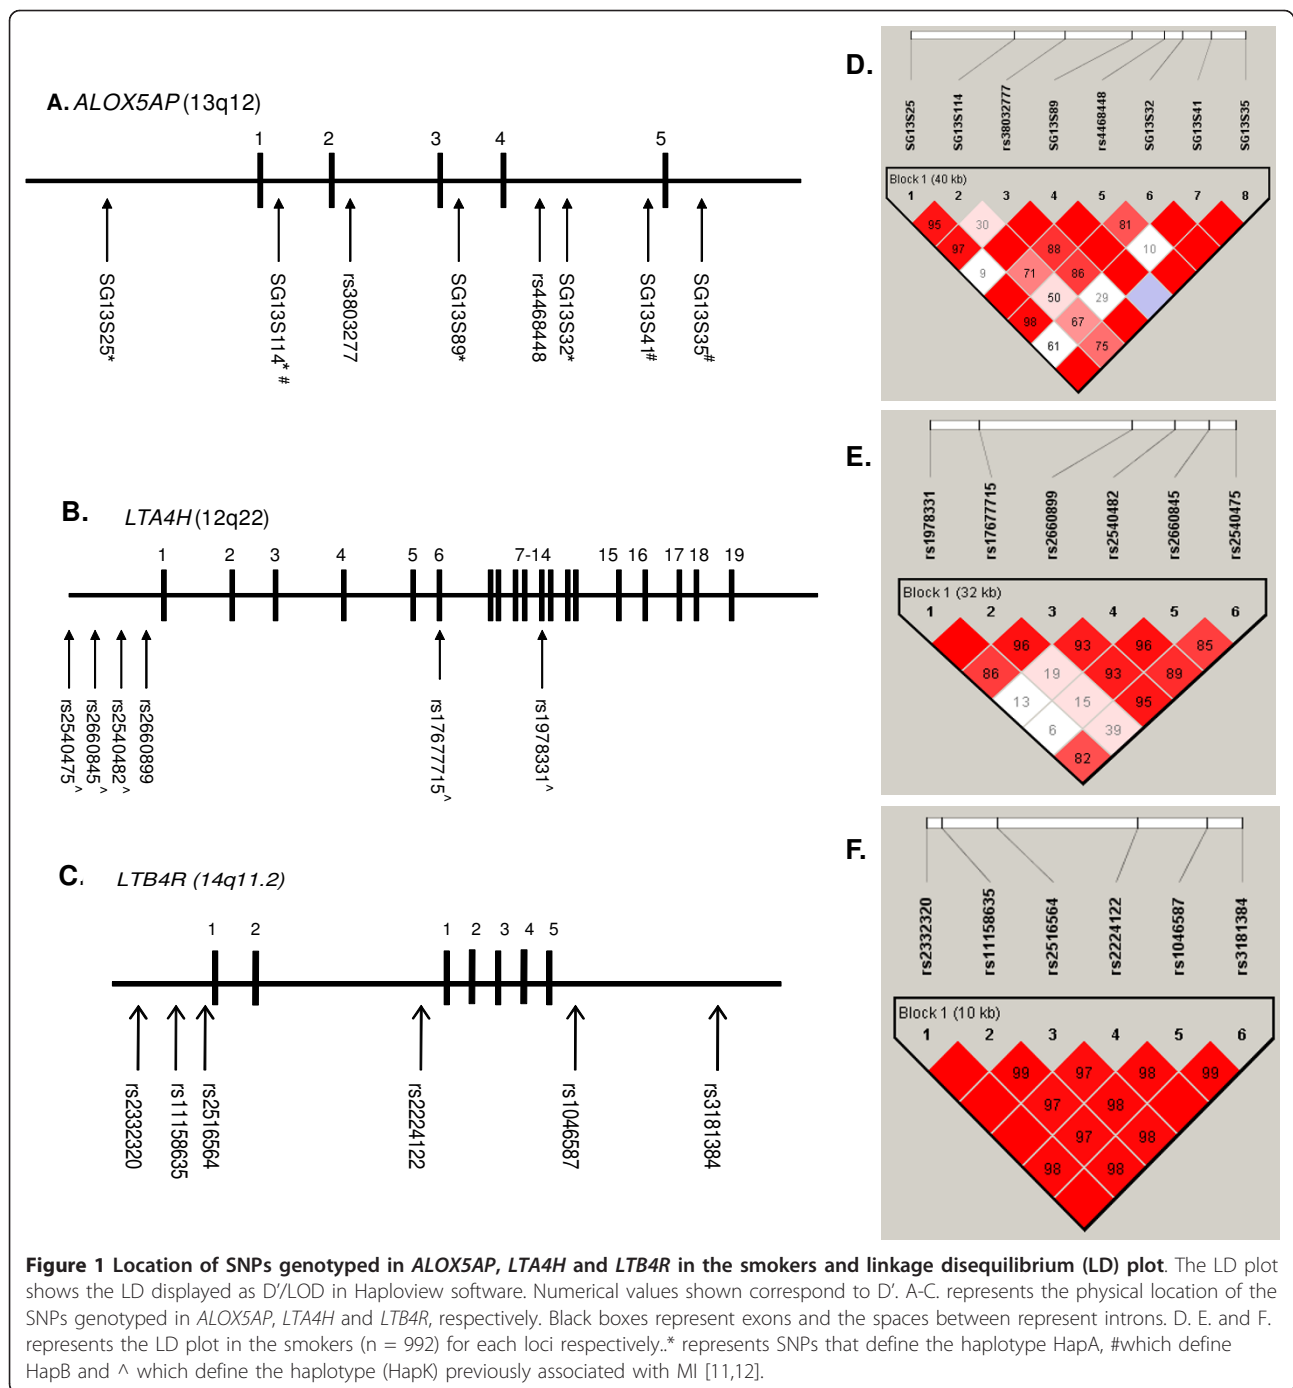 A. ALOX5AP (13q12)
1 2 3 4 5
SG13S25*
SG13S114* #
rs3803277
SG13S89*
rs4468448
SG13S32*
SG13S41#
SG13S35#
B. LTA4H (12q22)
1 2 3 4 5 6 7-14 15 16 17 18 19
rs2540475^
rs2660845^
rs2540482^
rs2660899
rs17677715^
rs1978331^
C. LTB4R (14q11.2)
1 2 1 2 3 4 5
rs2332320
rs11158635
rs2516564
rs2224122
rs1046587
rs3181384
D.
SG13S25
SG13S114
rs38032777
SG13S89
rs4468448
SG13S32
SG13S41
SG13S35
Block 1 (40 kb)
1 2 3 4 5 6 7 8
95 30 81
97 88 10
9 71 86
50 29
98 67
61 75
E.
rs1978331
rs17677715
rs2660899
rs2540482
rs2660845
rs2540475
Block 1 (32 kb)
1 2 3 4 5 6
96 93 96 85
86 19 93 89
13 15 95
6 39
82
F.
rs2332320
rs11158635
rs2516564
rs2224122
rs1046587
rs3181384
Block 1 (10 kb)
1 2 3 4 5 6
99 97 98 99
97 98
97 98
98 98
Figure 1 Location of SNPs genotyped in ALOX5AP, LTA4H and LTB4R in the smokers and linkage disequilibrium (LD) plot. The LD plot
shows the LD displayed as D′/LOD in Haploview software. Numerical values shown correspond to D′. A-C. represents the physical location of the
SNPs genotyped in ALOX5AP, LTA4H and LTB4R, respectively. Black boxes represent exons and the spaces between represent introns. D. E. and F.
represents the LD plot in the smokers (n = 992) for each loci respectively..* represents SNPs that define the haplotype HapA, #which define
HapB and ^ which define the haplotype (HapK) previously associated with MI [11,12].